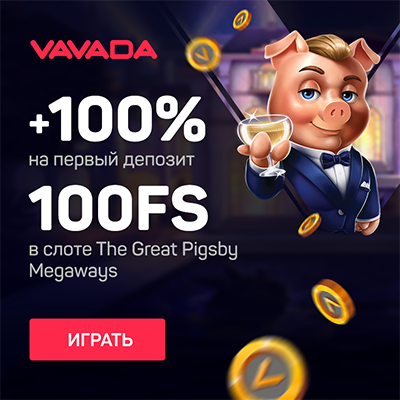 VAVADA
+100%
на первый депозит
100FS
в слоте The Great Pigsby
Megaways
ИГРАТЬ